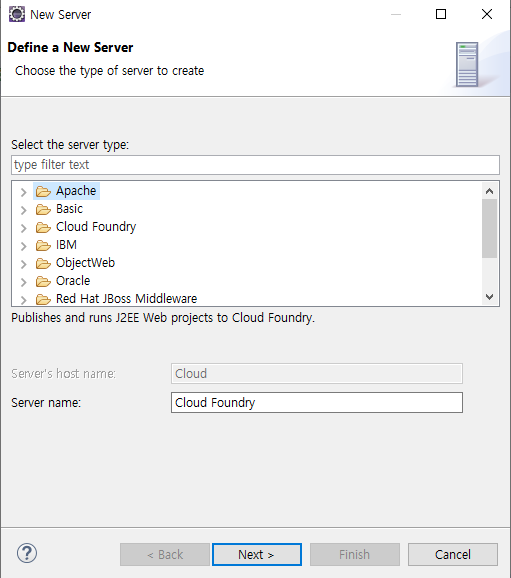 New Server
Define a New Server
Choose the type of server to create
Select the server type:
type filter text
Apache
Basic
Cloud Foundry
IBM
ObjectWeb
Oracle
Red Hat JBoss Middleware
Publishes and runs J2EE Web projects to Cloud Foundry.
Server's host name: Cloud
Server name: Cloud Foundry
? < Back Next > Finish Cancel